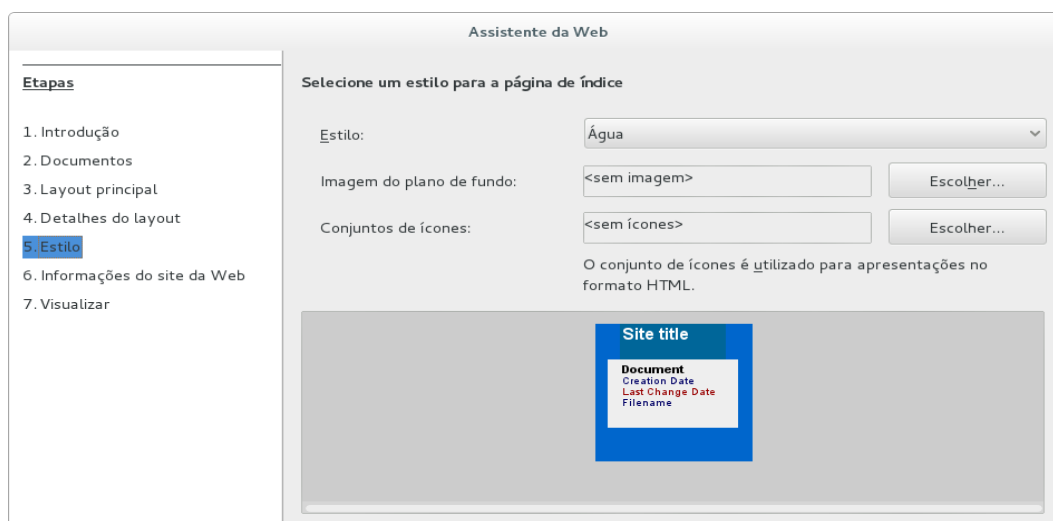 Assistente da Web
Etapas
1. Introdução
2. Documentos
3. Layout principal
4. Detalhes do layout
5. Estilo
6. Informações do site da Web
7. Visualizar
Selecione um estilo para a página de índice
Estilo:
Água
Imagem do plano de fundo:
<sem imagem>
Escolher...
Conjuntos de ícones:
<sem ícones>
Escolher...
O conjunto de ícones é utilizado para apresentações no
formato HTML.
Site title
Document
Creation Date
Last Change Date
Filename